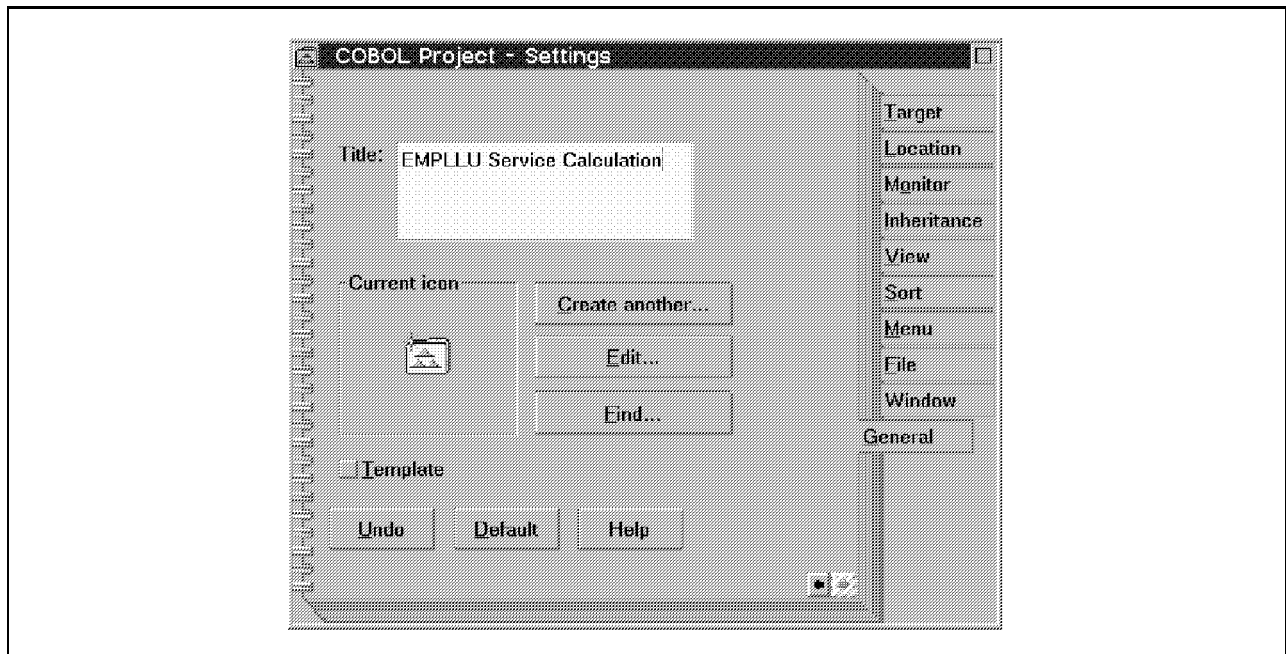 COBOL Project - Settings
Title:
EMPLLU Service Calculation
Current icon
Create another...
Edit...
Find...
Template
Undo
Default
Help
Target
Location
Monitor
Inheritance
View
Sort
Menu
File
Window
General